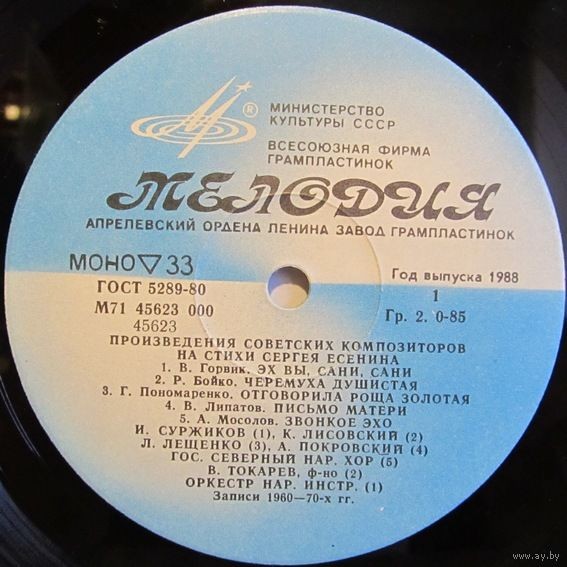 ®
МИНИСТЕРСТВО
КУЛЬТУРЫ СССР
ВСЕСОЮЗНАЯ ФИРМА
ГРАМПЛАСТИНОК
МЕЛОДИЯ
АПРЕЛЕВСКИЙ ОРДЕНА ЛЕНИНА ЗАВОД ГРАМПЛАСТИНОК
МОНО ▽ 33
Год выпуска 1988
ГОСТ 5289-80
1
М71 45623 000
Гр. 2. 0-85
45623
ПРОИЗВЕДЕНИЯ СОВЕТСКИХ КОМПОЗИТОРОВ
НА СТИХИ СЕРГЕЯ ЕСЕНИНА
1. В. Горвик. ЭХ ВЫ, САНИ, САНИ
2. Р. Бойко. ЧЕРЕМУХА ДУШИСТАЯ
3. Г. Пономаренко. ОТГОВОРИЛА РОЩА ЗОЛОТАЯ
4. В. Липатов. ПИСЬМО МАТЕРИ
5. А. Мосолов. ЗВОНКОЕ ЭХО
И. СУРЖИКОВ (1), К. ЛИСОВСКИЙ (2)
Л. ЛЕЩЕНКО (3), А. ПОКРОВСКИЙ (4)
ГОС. СЕВЕРНЫЙ НАР. ХОР (5)
В. ТОКАРЕВ, ф-но (2)
ОРКЕСТР НАР. ИНСТР. (1)
Записи 1960—70-х гг.
www.ay.by